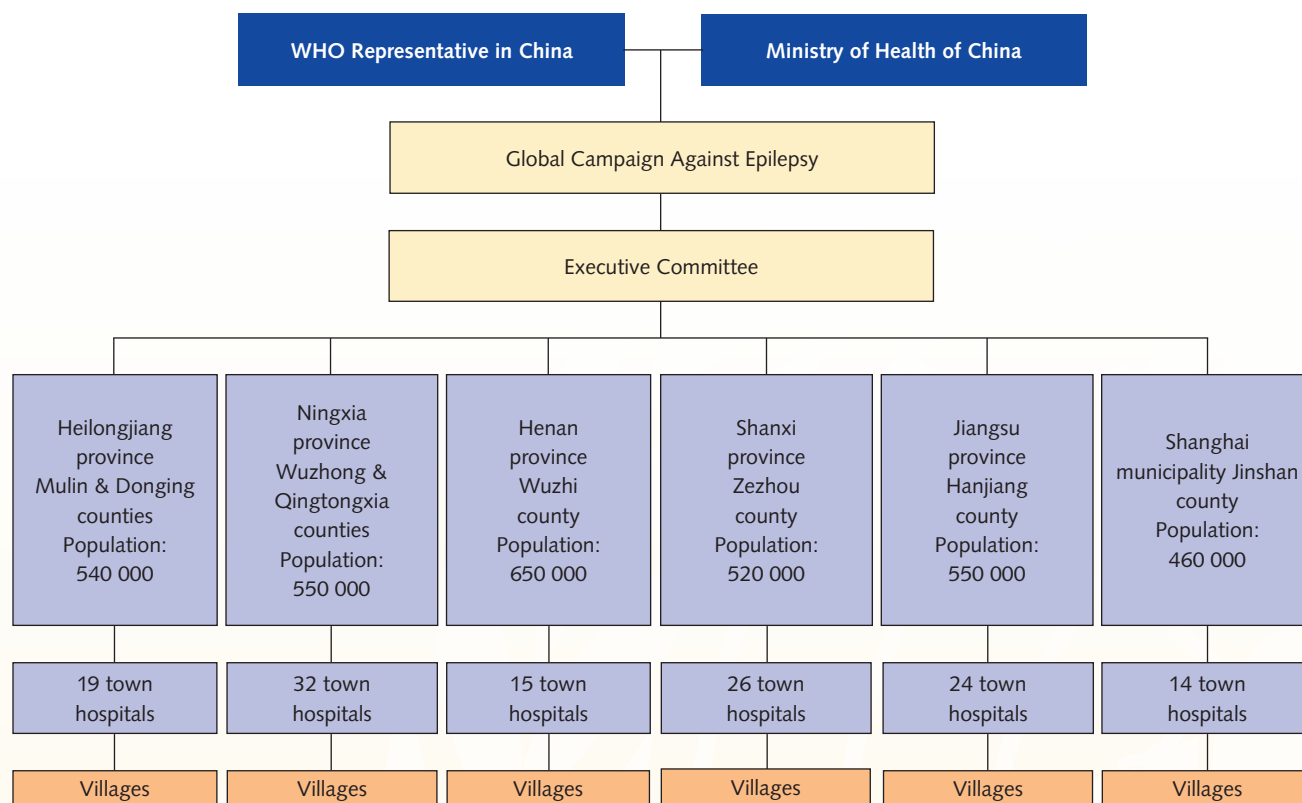 WHO Representative in China
Ministry of Health of China
Global Campaign Against Epilepsy
Executive Committee
Heilongjiang
province
Mulin & Donging
counties
Population:
540 000
Ningxia
province
Wuzhong &
Qingtongxia
counties
Population:
550 000
Henan
province
Wuzhi
county
Population:
650 000
Shanxi
province
Zezhou
county
Population:
520 000
Jiangsu
province
Hanjiang
county
Population:
550 000
Shanghai
municipality Jinshan
county
Population:
460 000
19 town
hospitals
32 town
hospitals
15 town
hospitals
26 town
hospitals
24 town
hospitals
14 town
hospitals
Villages
Villages
Villages
Villages
Villages
Villages